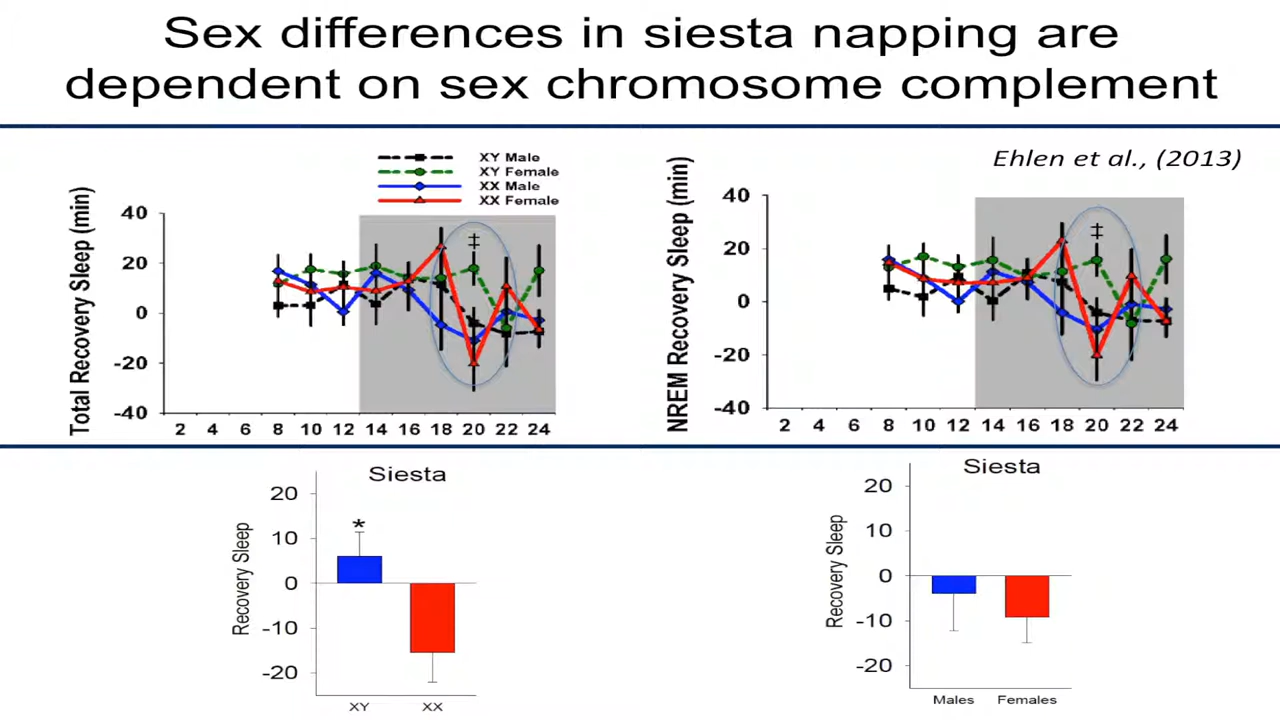 Sex differences in siesta napping are
dependent on sex chromosome complement
Ehlen et al., (2013)
XY Male
XY Female
XX Male
XX Female
Total Recovery Sleep (min)
40
20
0
-20
-40
‡
2 4 6 8 10 12 14 16 18 20 22 24
NREM Recovery Sleep (min)
40
20
0
-20
-40
‡
2 4 6 8 10 12 14 16 18 20 22 24
Siesta
Recovery Sleep
20
10
0
-10
-20
*
XY XX
Siesta
Recovery Sleep
20
10
0
-10
-20
Males Females